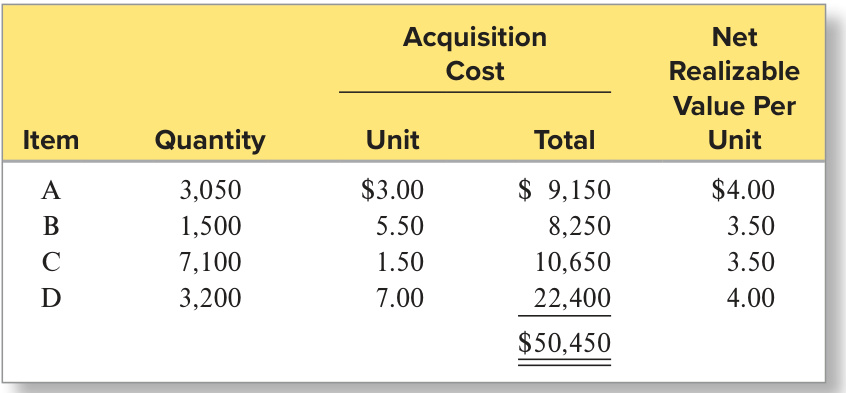 Acquisition Net
Cost Realizable
Value Per
Item Quantity Unit Total Unit
A 3,050 $3.00 $ 9,150 $4.00
B 1,500 5.50 8,250 3.50
C 7,100 1.50 10,650 3.50
D 3,200 7.00 22,400 4.00
$50,450